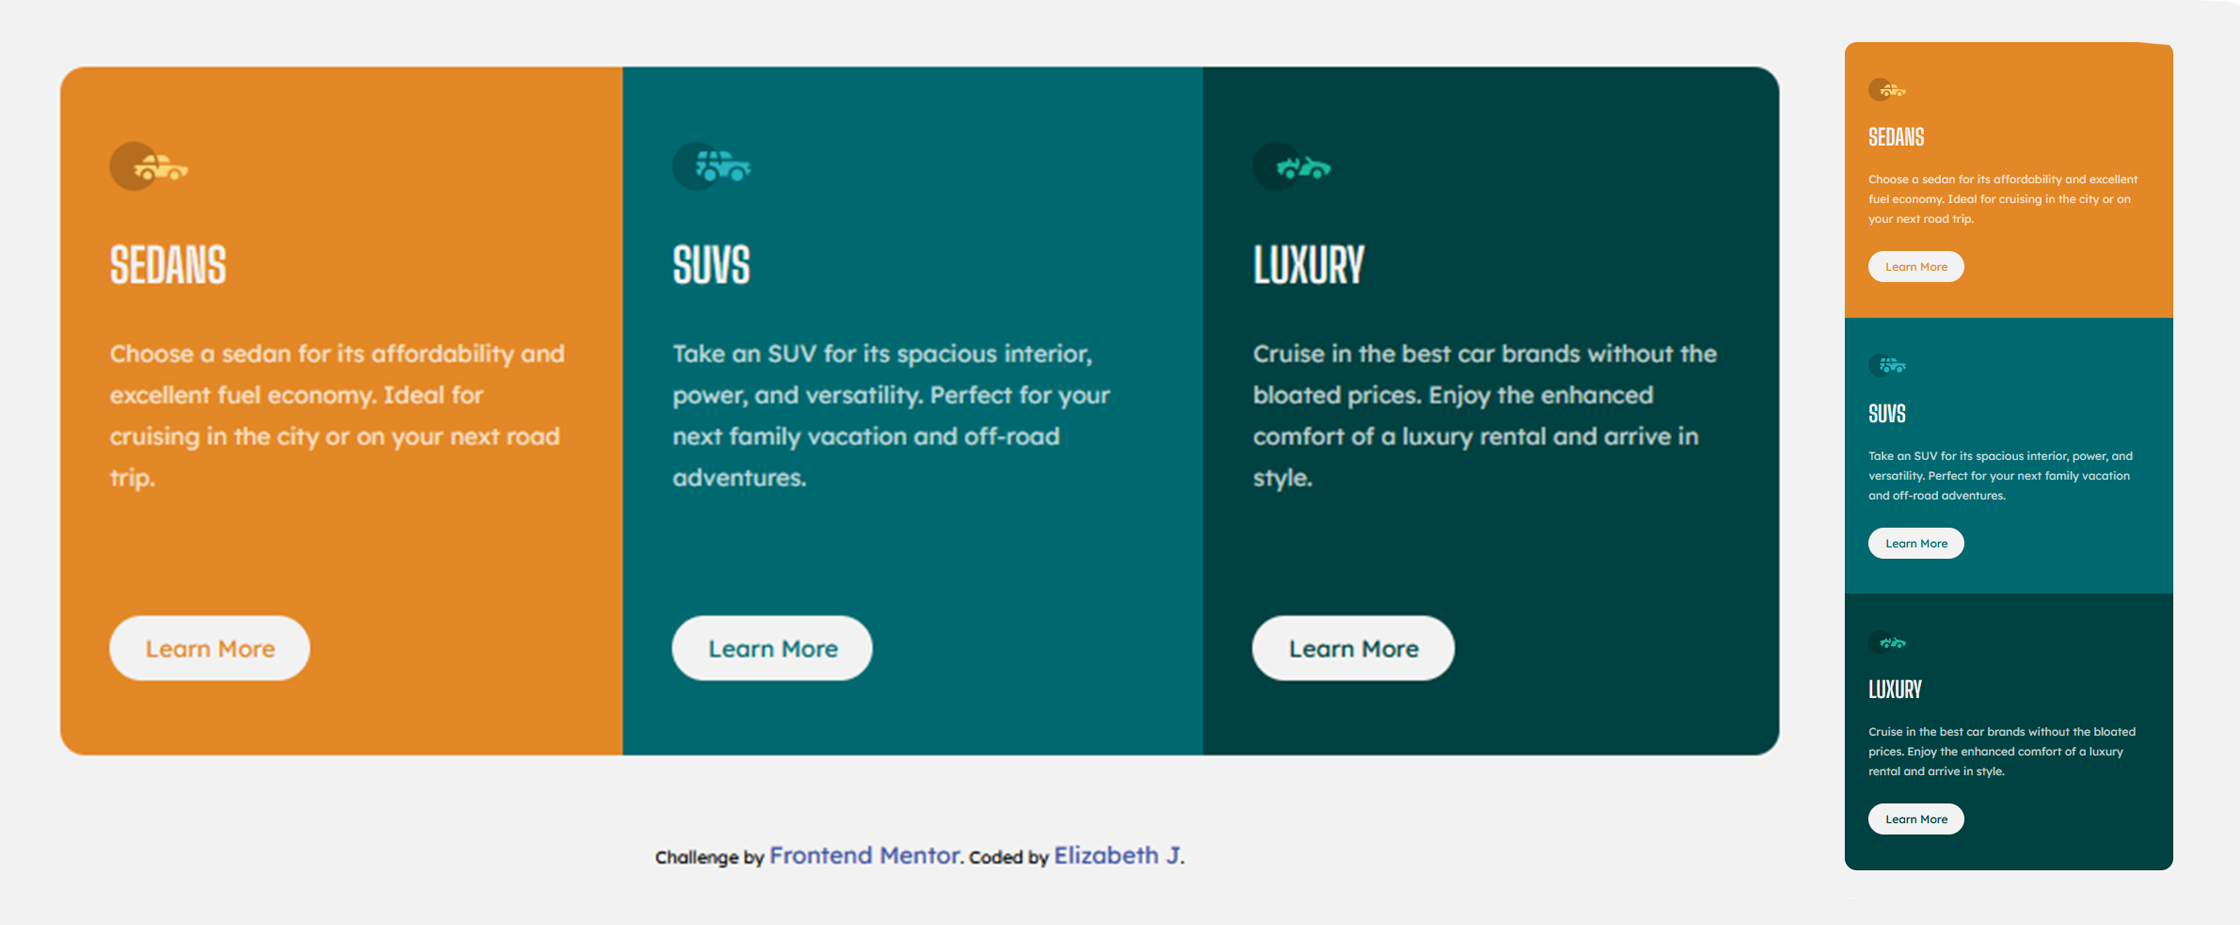 SEDANS
Choose a sedan for its affordability and
excellent fuel economy. Ideal for
cruising in the city or on your next road
trip.
Learn More
SUVS
Take an SUV for its spacious interior,
power, and versatility. Perfect for your
next family vacation and off-road
adventures.
Learn More
LUXURY
Cruise in the best car brands without the
bloated prices. Enjoy the enhanced
comfort of a luxury rental and arrive in
style.
Learn More
Challenge by Frontend Mentor. Coded by Elizabeth J.
SEDANS
Choose a sedan for its affordability and excellent
fuel economy. Ideal for cruising in the city or on
your next road trip.
Learn More
SUVS
Take an SUV for its spacious interior, power, and
versatility. Perfect for your next family vacation
and off-road adventures.
Learn More
LUXURY
Cruise in the best car brands without the bloated
prices. Enjoy the enhanced comfort of a luxury
rental and arrive in style.
Learn More